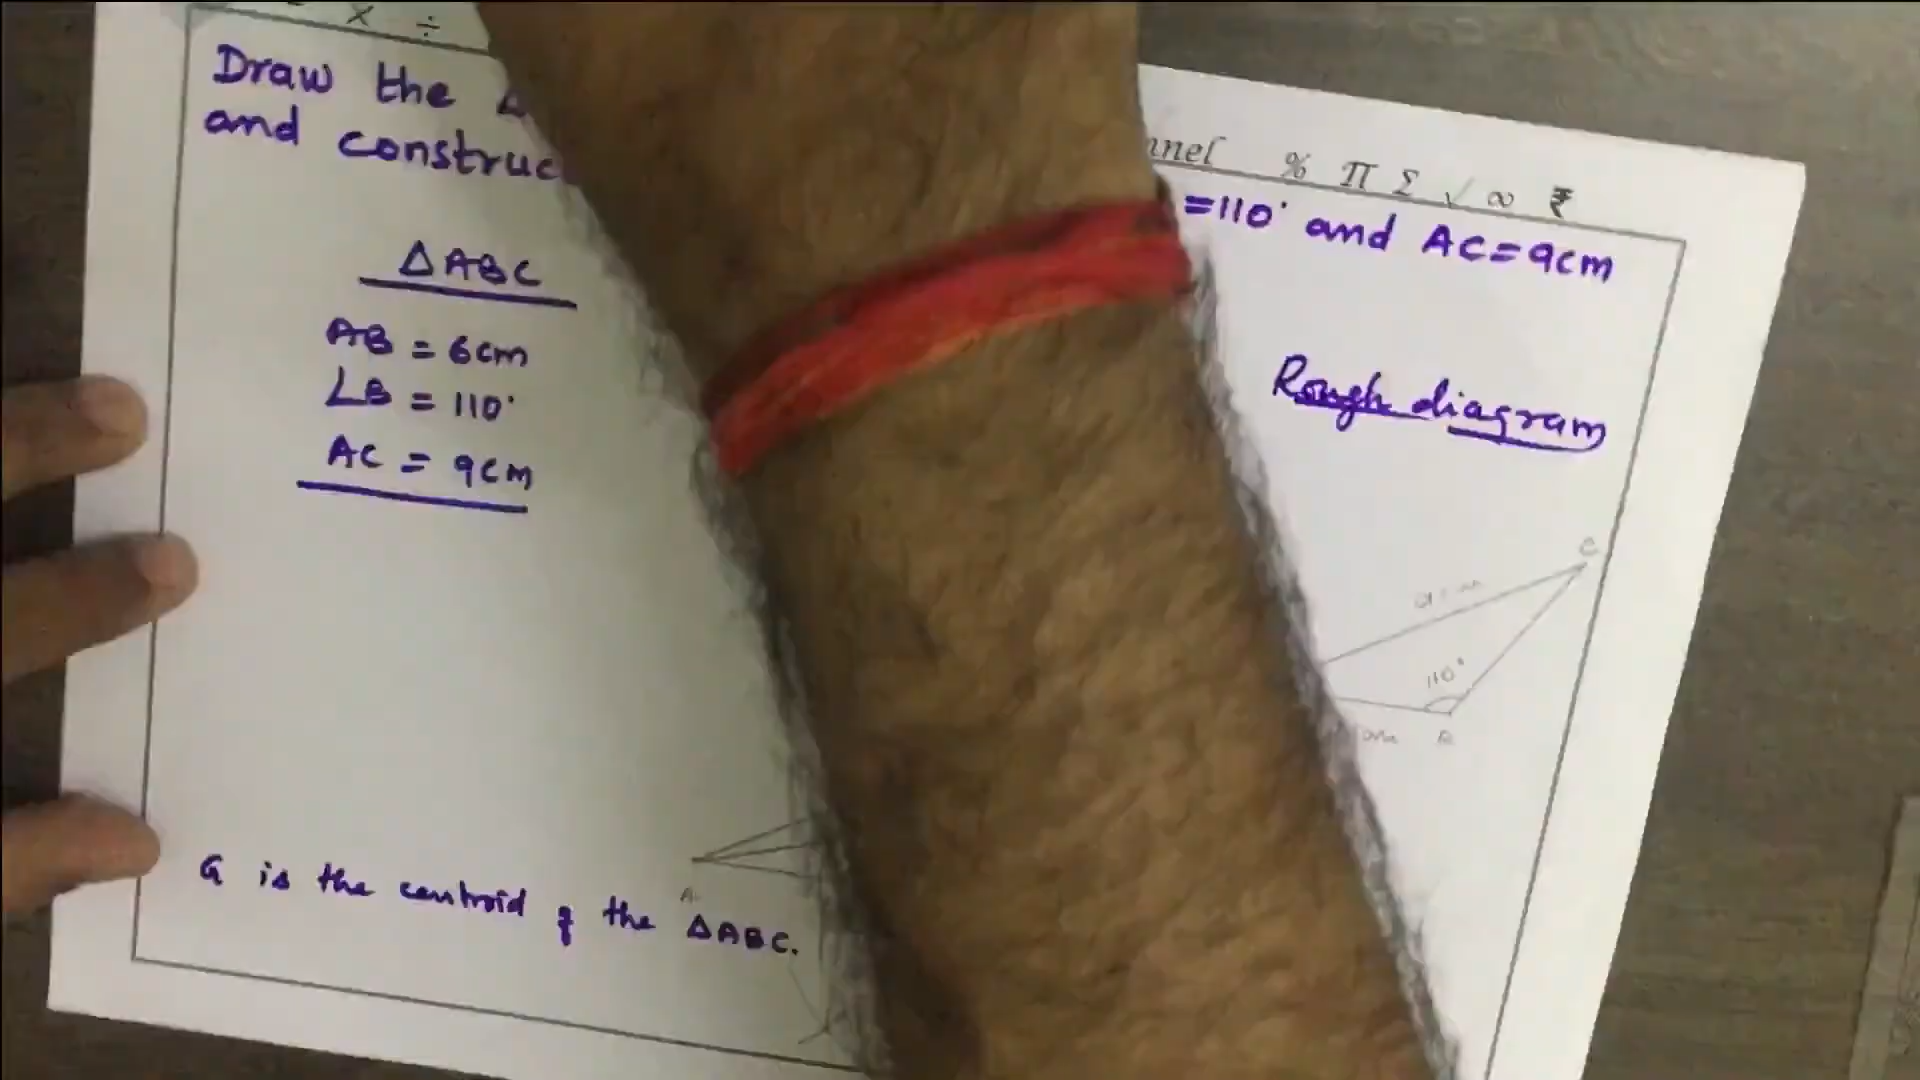 × ÷
nnel % Π Σ √ ∞ ₹
Draw the Δ
=110° and AC=9cm
and construc
ΔABC
AB = 6cm
∠B = 110°
AC = 9cm
Rough diagram
C
110°
A
G is the centroid of the ΔABC.